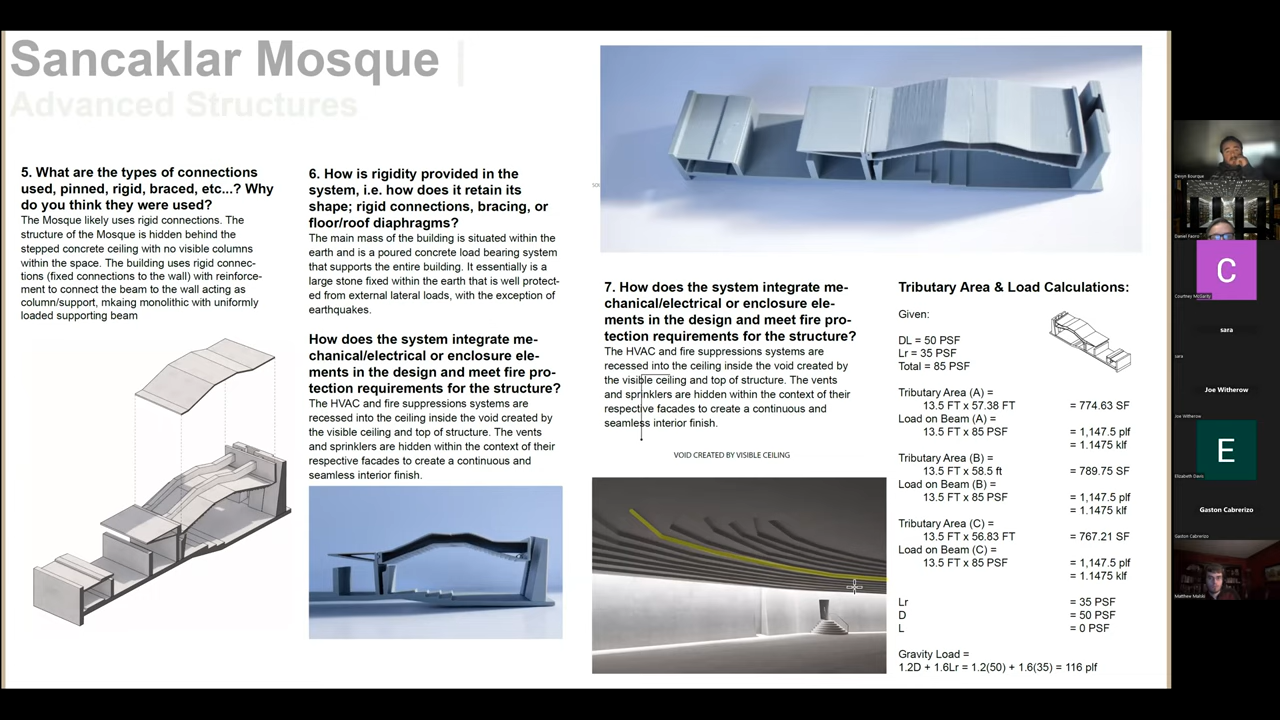 Sancaklar Mosque |
Advanced Structures
5. What are the types of connections
used, pinned, rigid, braced, etc...? Why
do you think they were used?
The Mosque likely uses rigid connections. The
structure of the Mosque is hidden behind the
stepped concrete ceiling with no visible columns
within the space. The building uses rigid connec-
tions (fixed connections to the wall) with reinforce-
ment to connect the beam to the wall acting as
column/support, mkaing monolithic with uniformly
loaded supporting beam
6. How is rigidity provided in the
system, i.e. how does it retain its
shape; rigid connections, bracing, or
floor/roof diaphragms?
The main mass of the building is situated within the
earth and is a poured concrete load bearing system
that supports the entire building. It essentially is a
large stone fixed within the earth that is well protect-
ed from external lateral loads, with the exception of
earthquakes.
How does the system integrate me-
chanical/electrical or enclosure ele-
ments in the design and meet fire pro-
tection requirements for the structure?
The HVAC and fire suppressions systems are
recessed into the ceiling inside the void created by
the visible ceiling and top of structure. The vents
and sprinklers are hidden within the context of their
respective facades to create a continuous and
seamless interior finish.
7. How does the system integrate me-
chanical/electrical or enclosure ele-
ments in the design and meet fire pro-
tection requirements for the structure?
The HVAC and fire suppressions systems are
recessed into the ceiling inside the void created by
the visible ceiling and top of structure. The vents
and sprinklers are hidden within the context of their
respective facades to create a continuous and
seamless interior finish.
VOID CREATED BY VISIBLE CEILING
Tributary Area & Load Calculations:
Given:
DL = 50 PSF
Lr = 35 PSF
Total = 85 PSF
Tributary Area (A) =
13.5 FT x 57.38 FT = 774.63 SF
Load on Beam (A) =
13.5 FT x 85 PSF = 1,147.5 plf
= 1.1475 klf
Tributary Area (B) =
13.5 FT x 58.5 ft = 789.75 SF
Load on Beam (B) =
13.5 FT x 85 PSF = 1,147.5 plf
= 1.1475 klf
Tributary Area (C) =
13.5 FT x 56.83 FT = 767.21 SF
Load on Beam (C) =
13.5 FT x 85 PSF = 1,147.5 plf
= 1.1475 klf
Lr = 35 PSF
D = 50 PSF
L = 0 PSF
Gravity Load =
1.2D + 1.6Lr = 1.2(50) + 1.6(35) = 116 plf
Devyn Bourque
Daniel Faoro
C
Courtney McGarty
sara
sara
Joe Witherow
Joe Witherow
E
Elizabeth Davis
Gaston Cabrerizo
Gaston Cabrerizo